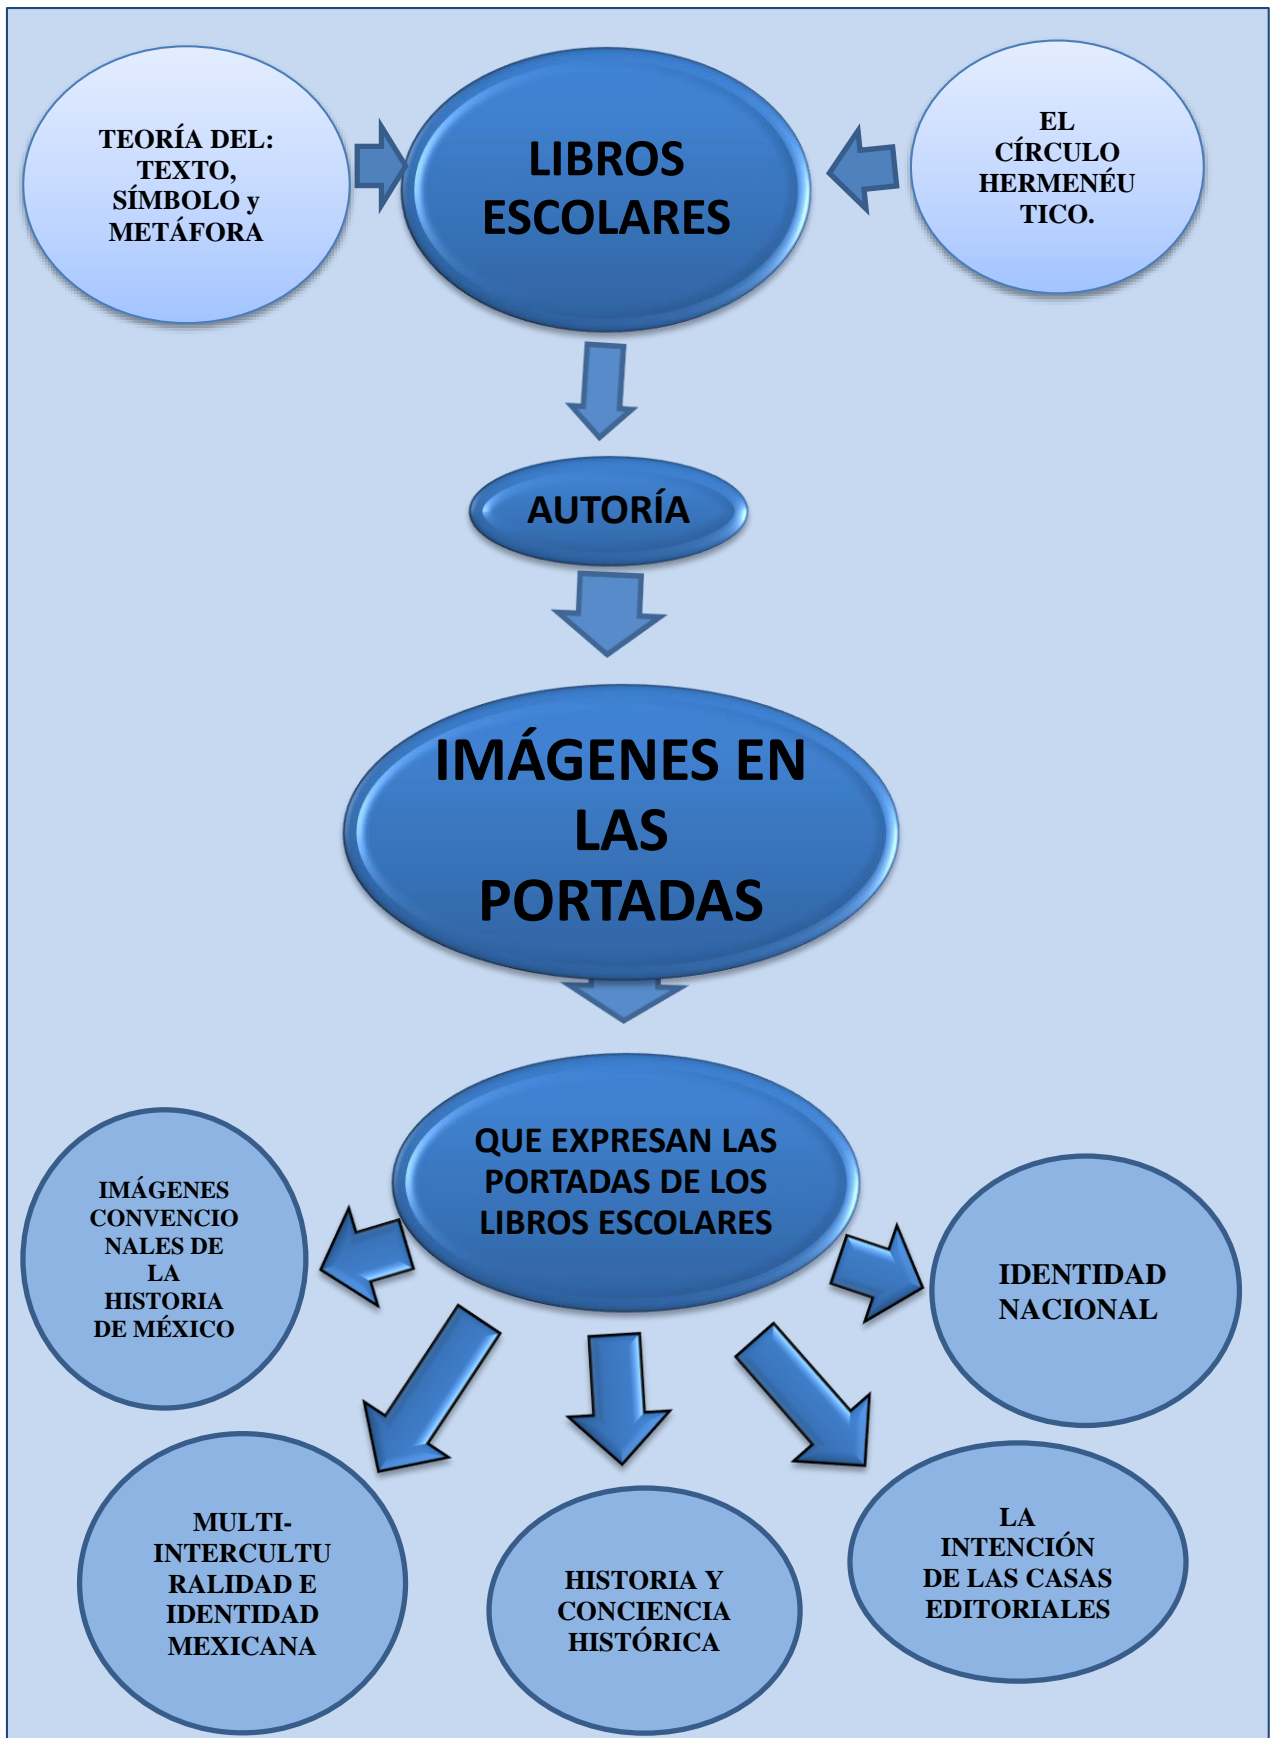 TEORÍA DEL:
TEXTO,
SÍMBOLO y
METÁFORA
LIBROS
ESCOLARES
EL
CÍRCULO
HERMENÉU
TICO.
AUTORÍA
IMÁGENES EN
LAS
PORTADAS
QUE EXPRESAN LAS
PORTADAS DE LOS
LIBROS ESCOLARES
IMÁGENES
CONVENCIO
NALES DE
LA
HISTORIA
DE MÉXICO
IDENTIDAD
NACIONAL
MULTI-
INTERCULTU
RALIDAD E
IDENTIDAD
MEXICANA
HISTORIA Y
CONCIENCIA
HISTÓRICA
LA
INTENCIÓN
DE LAS CASAS
EDITORIALES